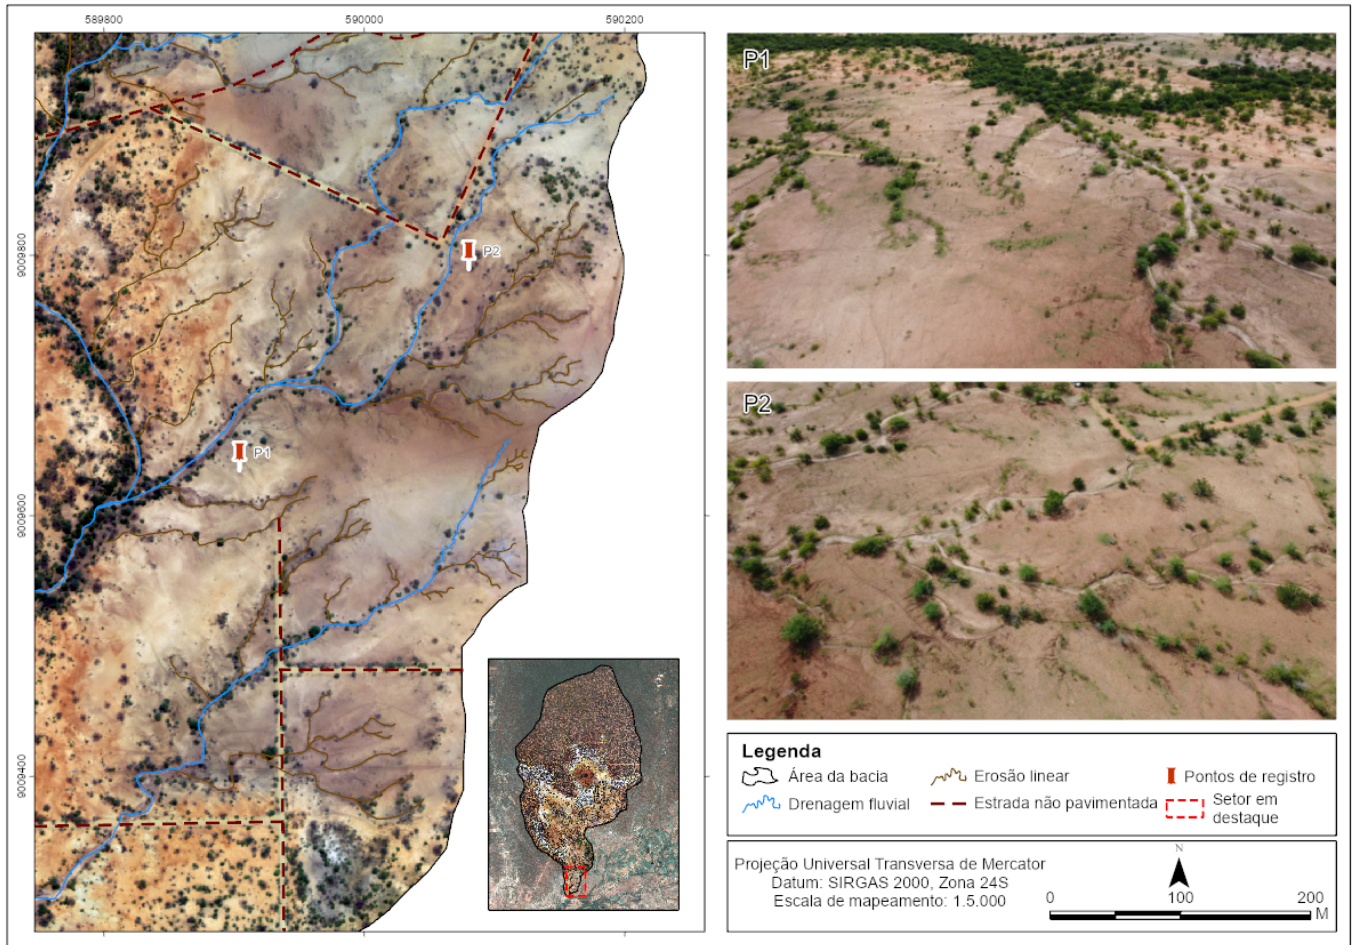 589800
590000
590200
9009800
9009600
9009400
P2
P1
P1
P2
Legenda
Área da bacia
Erosão linear
Pontos de registro
Drenagem fluvial
Estrada não pavimentada
Setor em
destaque
Projeção Universal Transversa de Mercator
Datum: SIRGAS 2000, Zona 24S
Escala de mapeamento: 1:5.000
N
0
100
200
M